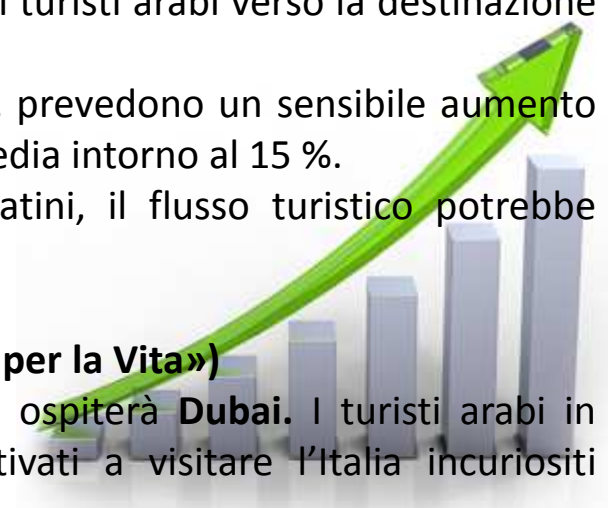 i turisti arabi verso la destinazione
prevedono un sensibile aumento
edia intorno al 15 %.
atini, il flusso turistico potrebbe
per la Vita»)
ospiterà Dubai. I turisti arabi in
tivati a visitare l'Italia incuriositi